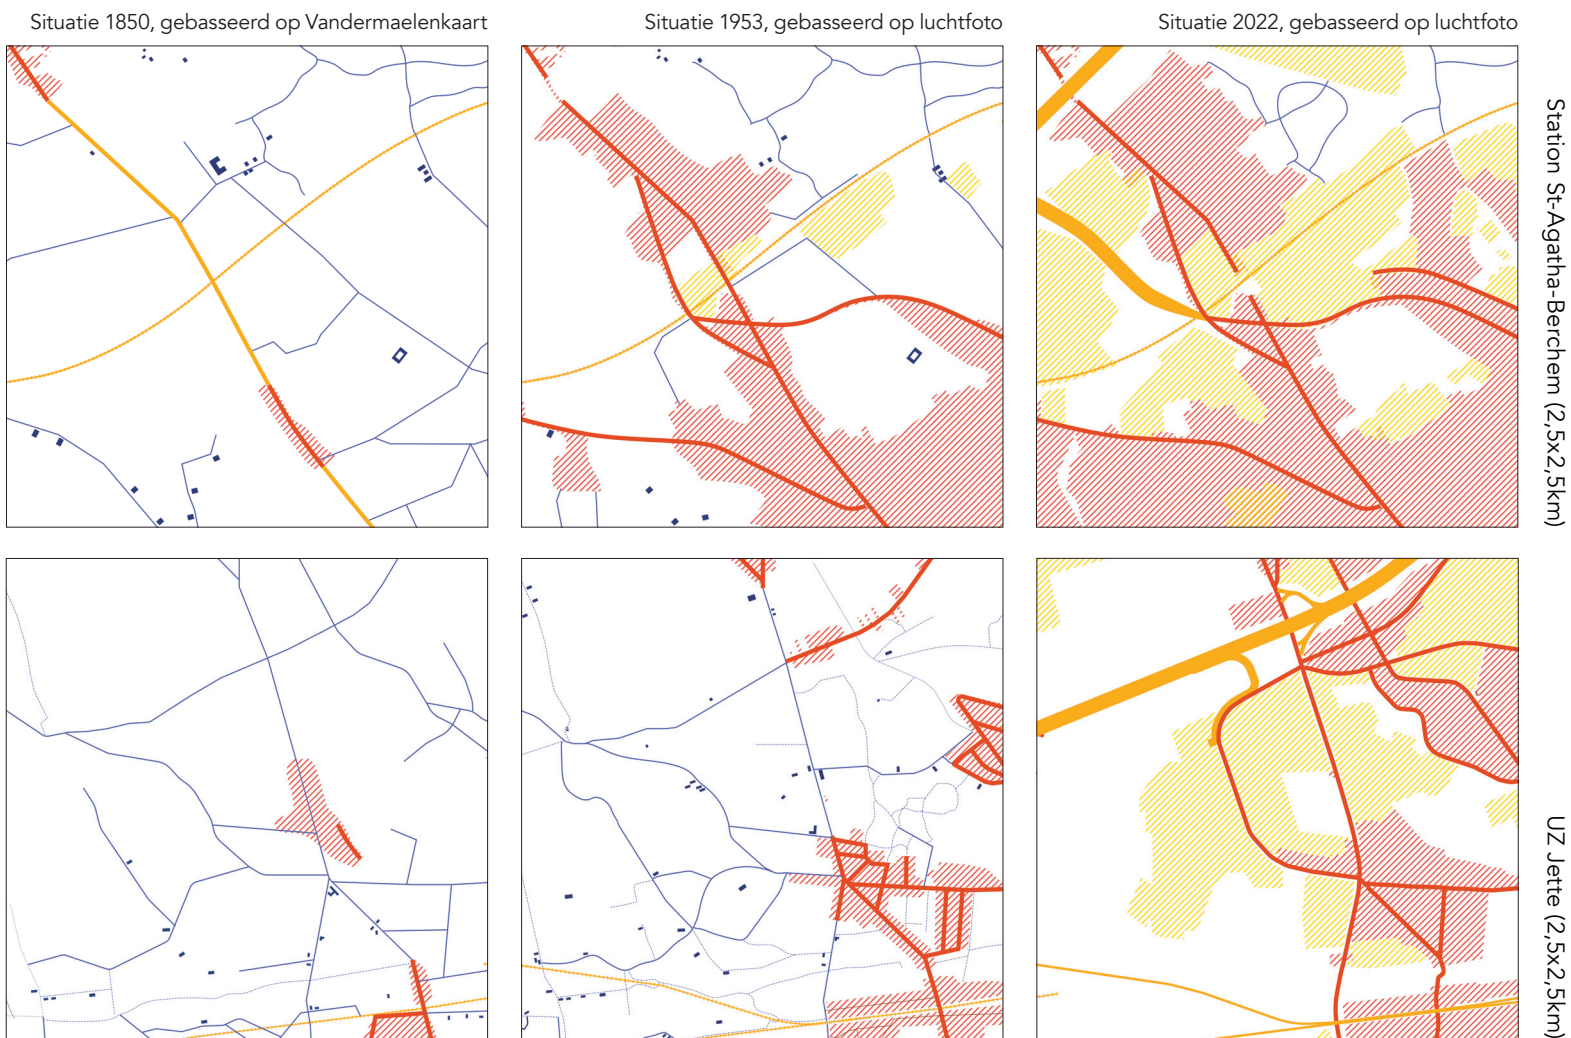 Situatie 1850, gebasseerd op Vandermaelenkaart
Situatie 1953, gebasseerd op luchtfoto
Situatie 2022, gebasseerd op luchtfoto
Station St-Agatha-Berchem (2,5x2,5km)
UZ Jette (2,5x2,5km)